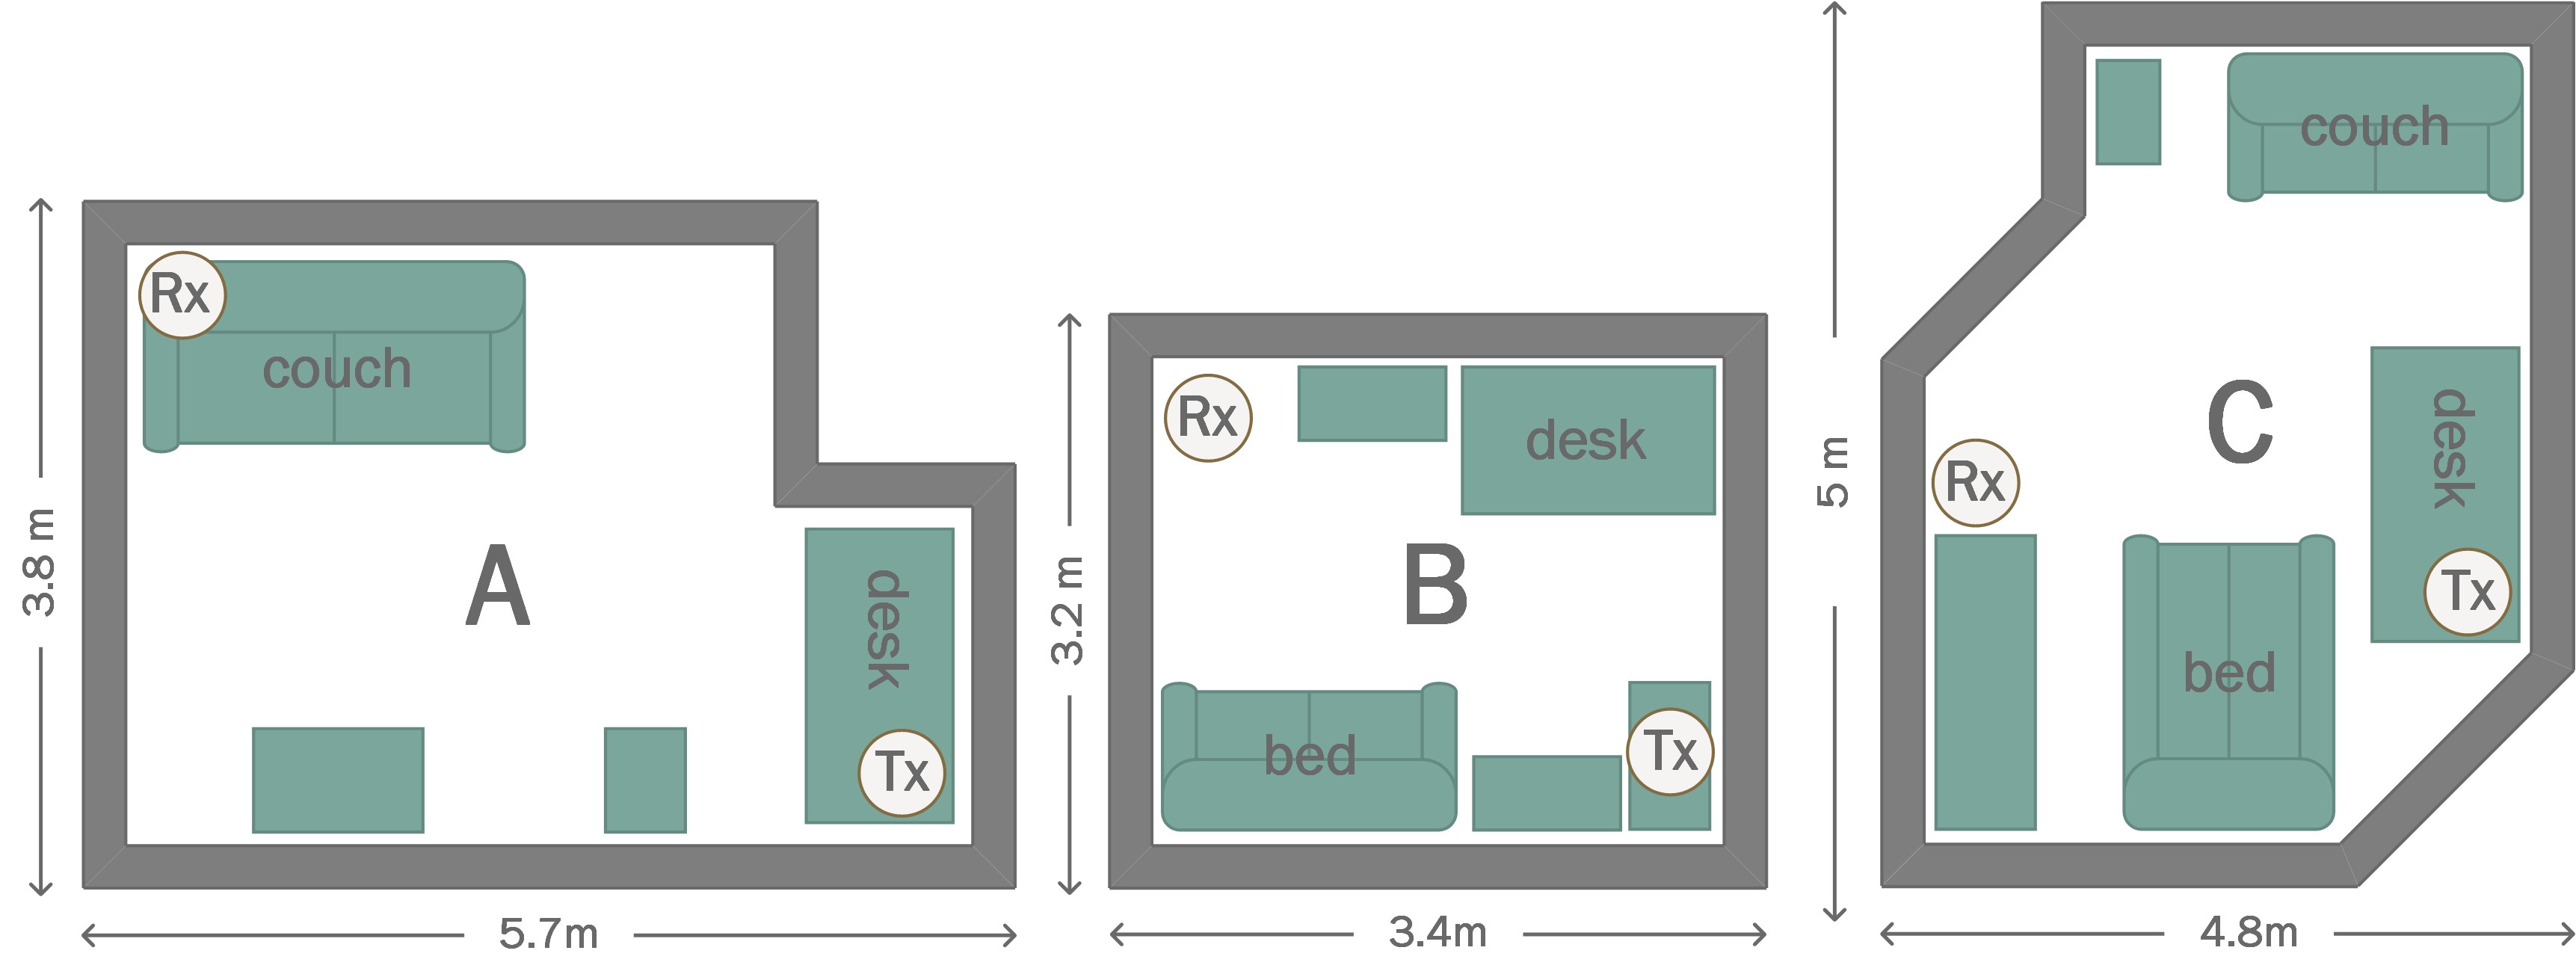 Rx
couch
A
desk
Tx
3.8 m
5.7m
Rx
desk
B
bed
Tx
3.2 m
3.4m
couch
C
desk
Rx
Tx
bed
5 m
4.8m